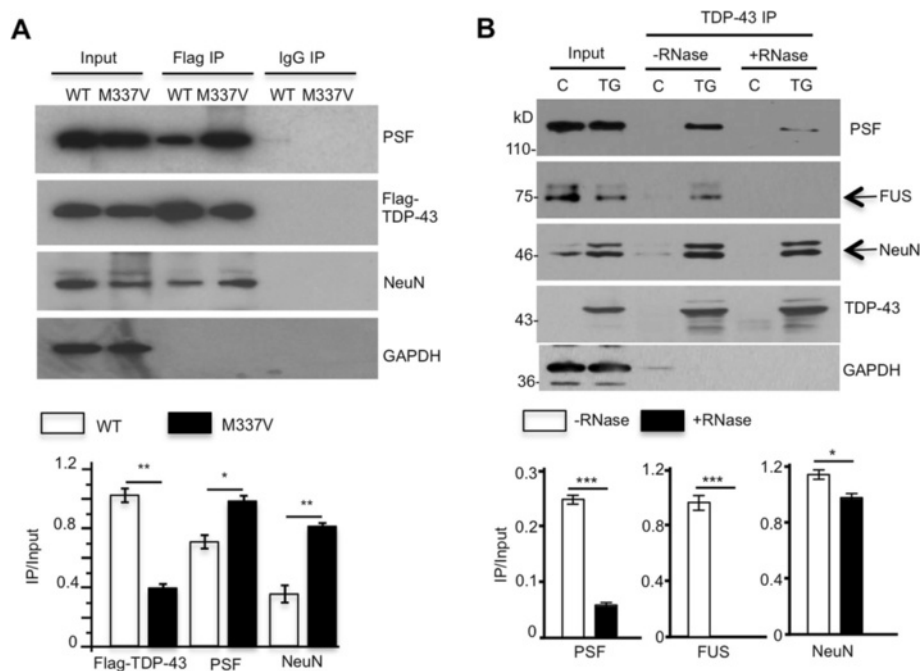 A
Input Flag IP IgG IP
WT M337V WT M337V WT M337V
PSF
Flag-
TDP-43
NeuN
GAPDH
WT M337V
1.2
0.8
0.4
0
IP/Input
** * **
Flag-TDP-43 PSF NeuN
B
TDP-43 IP
Input -RNase +RNase
C TG C TG C TG
kD
110-
PSF
75-
FUS
46-
NeuN
43-
TDP-43
36-
GAPDH
-RNase +RNase
IP/Input
0.3
0.2
0.1
0
***
PSF
1.2
0.8
0.4
0
***
FUS
1.2
0.8
0.4
0
*
NeuN